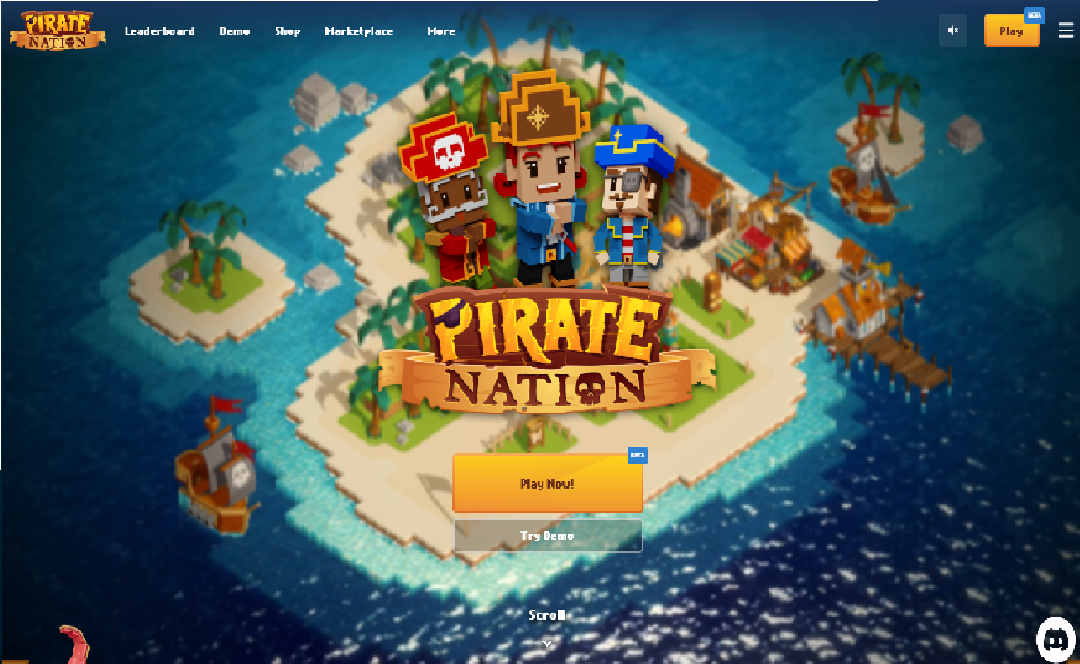 PIRATE
NATION
Leaderboard
Demo
Shop
Marketplace
More
BETA
Play
PIRATE
NATION
BETA
Play Now!
Try Demo
Scroll